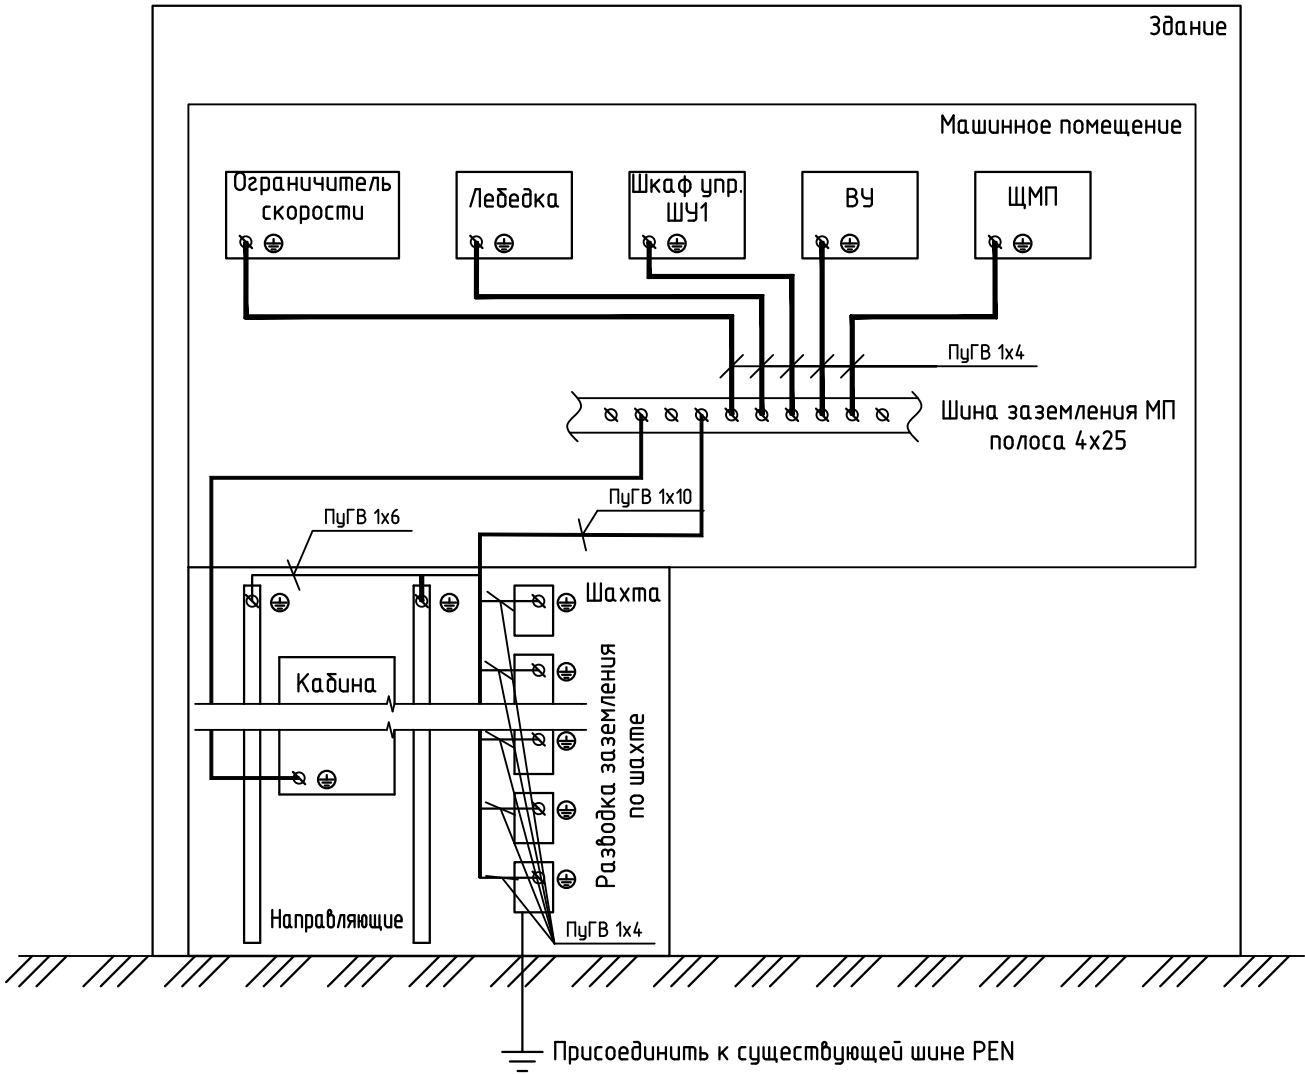 Здание
Машинное помещение
Ограничитель
скорости
Лебедка
Шкаф упр.
ШУ1
ВУ
ЩМП
ПуГВ 1х4
Шина заземления МП
полоса 4х25
ПуГВ 1х10
ПуГВ 1х6
Шахта
Кабина
Разводка заземления
по шахте
Направляющие
ПуГВ 1х4
Присоединить к существующей шине PEN